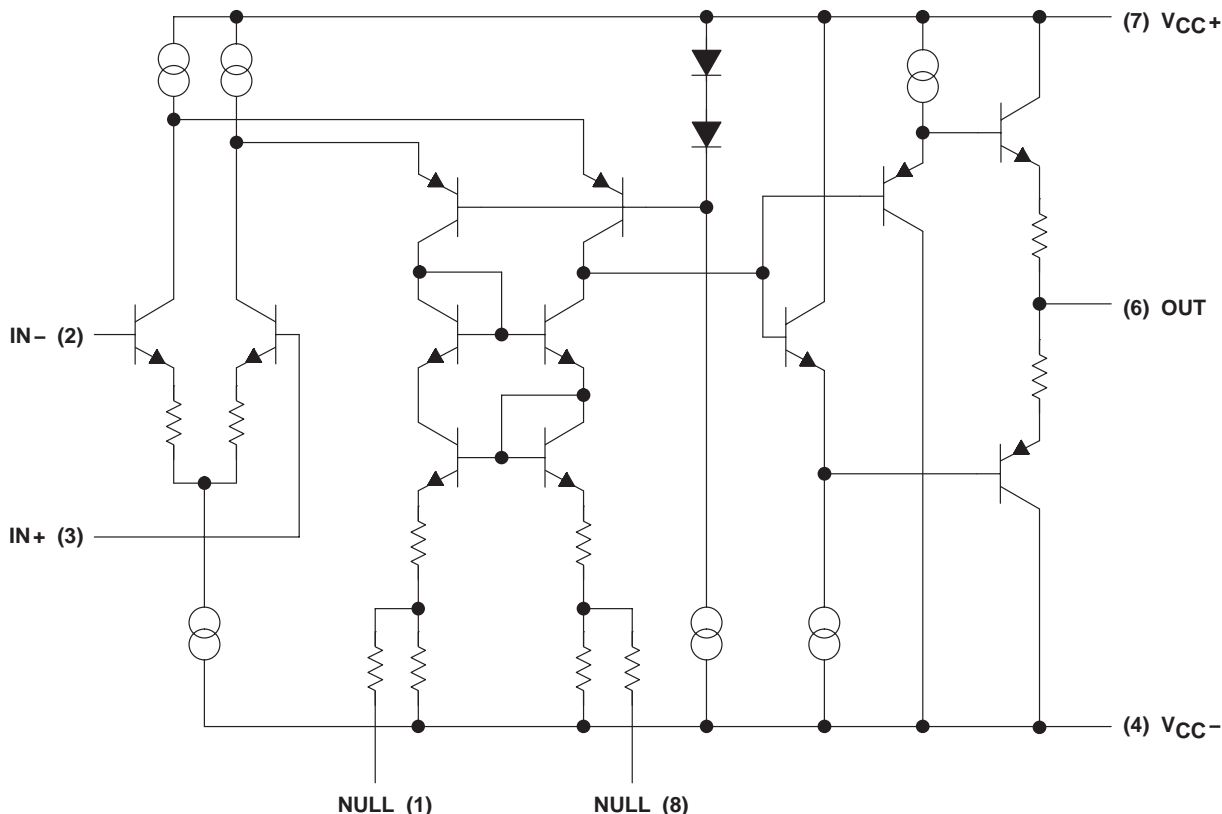 (7) VCC+
IN− (2)
(6) OUT
IN+ (3)
(4) VCC−
NULL (1)
NULL (8)